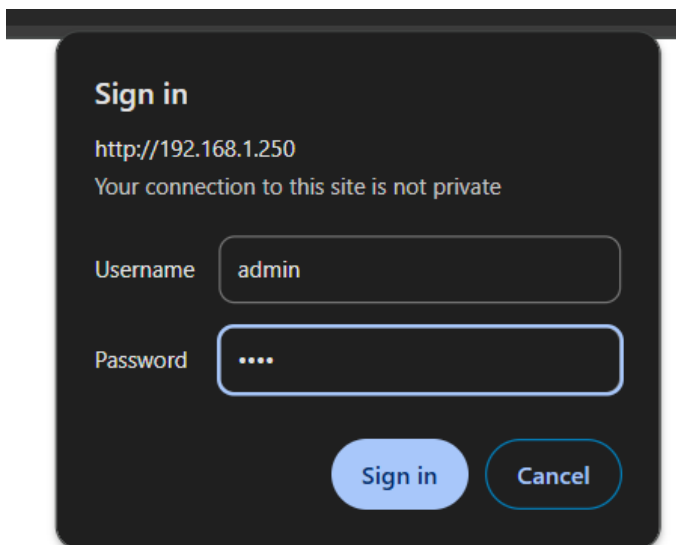 Sign in
http://192.168.1.250
Your connection to this site is not private
Username admin
Password ••••
Sign in Cancel